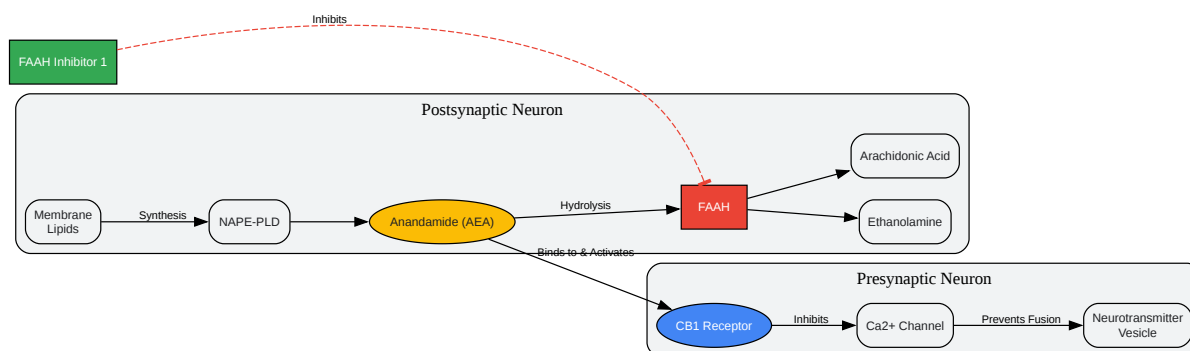 Inhibits
FAAH Inhibitor 1
Postsynaptic Neuron
Arachidonic Acid
Membrane
Lipids
Synthesis
NAPE-PLD
Anandamide (AEA)
Hydrolysis
FAAH
Ethanolamine
Binds to & Activates
Presynaptic Neuron
CB1 Receptor
Inhibits
Ca2+ Channel
Prevents Fusion
Neurotransmitter
Vesicle